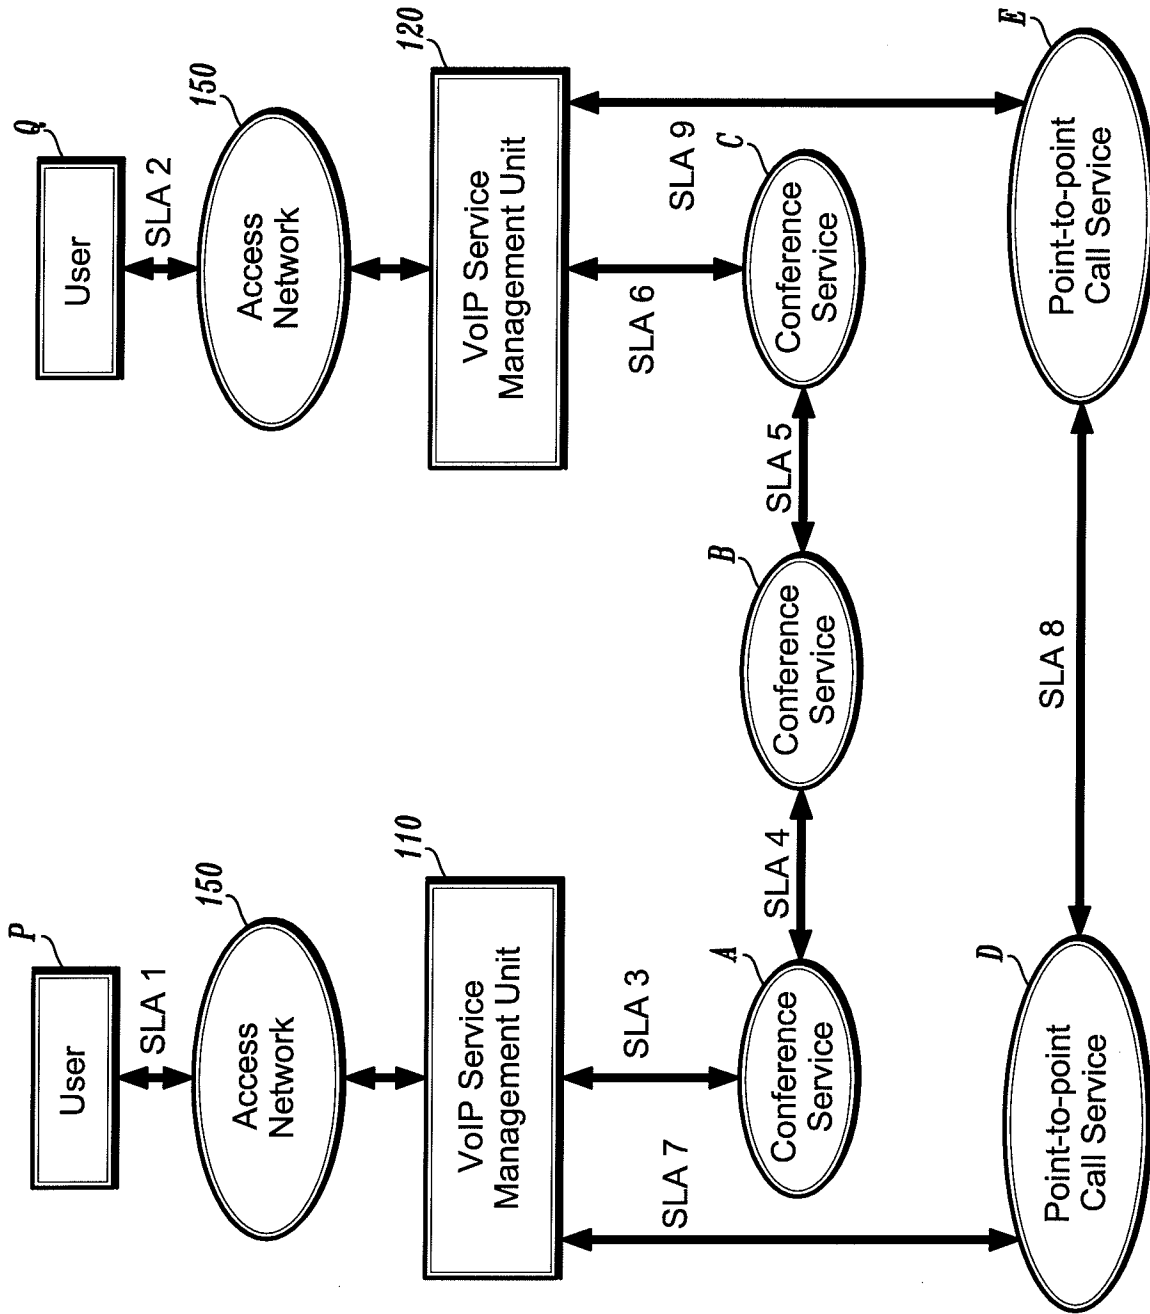 P
User
SLA 1
150
Access
Network
110
VoIP Service
Management Unit
SLA 7
SLA 3
A
Conference
Service
SLA 4
B
Conference
Service
SLA 5
C
Conference
Service
SLA 6
SLA 9
120
VoIP Service
Management Unit
150
Access
Network
SLA 2
Q
User
D
Point-to-point
Call Service
SLA 8
E
Point-to-point
Call Service